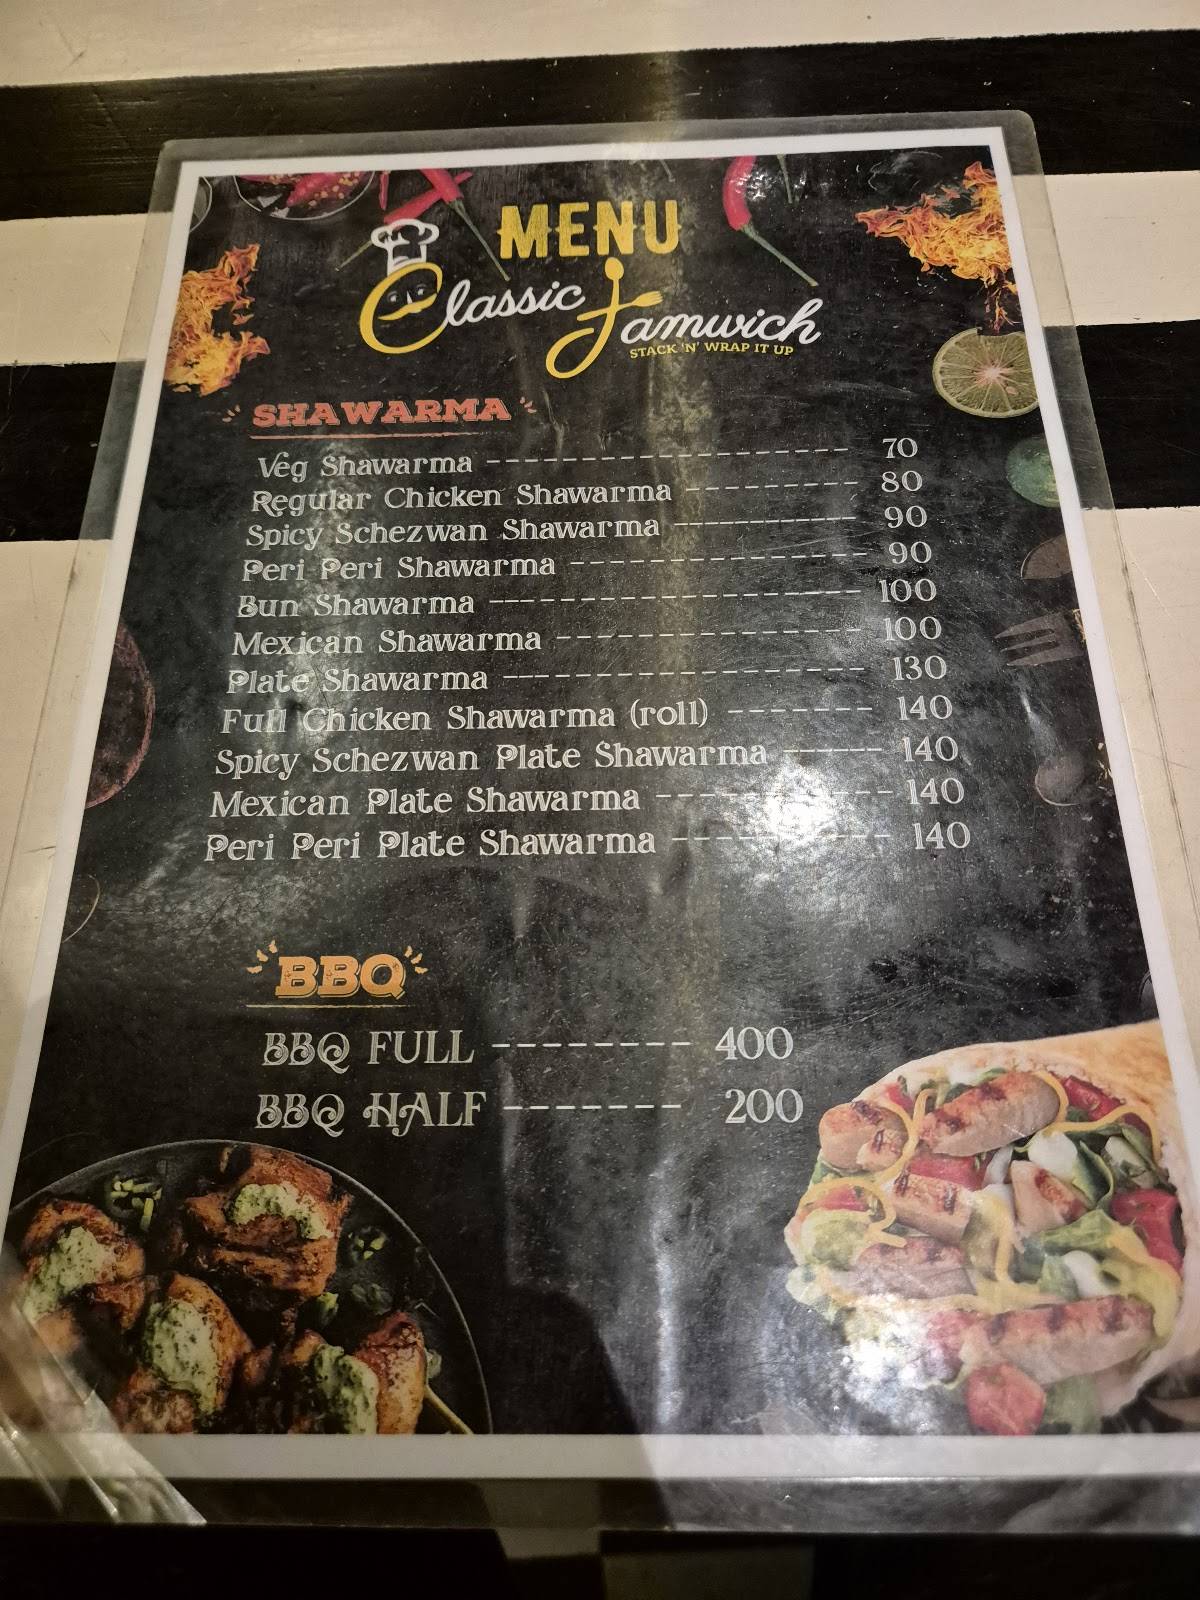 MENU
Classic Jamwich
STACK 'N' WRAP IT UP
SHAWARMA
Veg Shawarma ------------------- 70
Regular Chicken Shawarma --------- 80
Spicy Schezwan Shawarma ---------- 90
Peri Peri Shawarma ---------------- 90
Bun Shawarma -------------------- 100
Mexican Shawarma ---------------- 100
Plate Shawarma ------------------- 130
Full Chicken Shawarma (roll) ------- 140
Spicy Schezwan Plate Shawarma ------ 140
Mexican Plate Shawarma ------------ 140
Peri Peri Plate Shawarma ----------- 140
BBQ
BBQ FULL -------- 400
BBQ HALF ------- 200